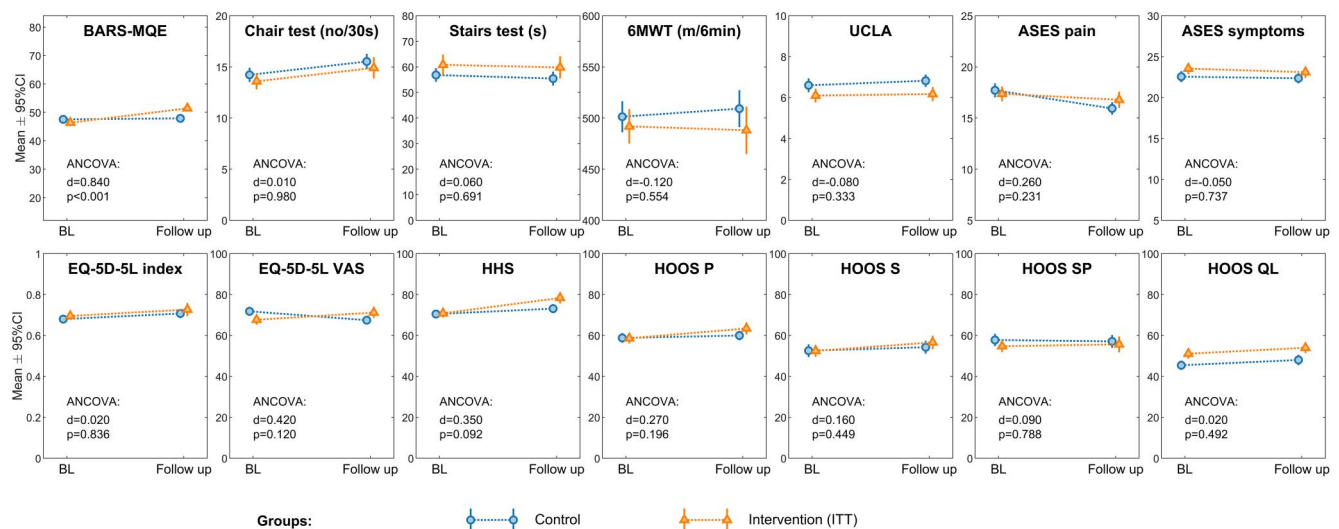 BARS-MQE
Mean ± 95%CI
80
70
60
50
40
30
20
ANCOVA:
d=0.840
p<0.001
BL
Follow up
Chair test (no/30s)
20
15
10
5
0
ANCOVA:
d=0.010
p=0.980
BL
Follow up
Stairs test (s)
80
70
60
50
40
30
20
10
0
ANCOVA:
d=0.060
p=0.691
BL
Follow up
6MWT (m/6min)
600
550
500
450
400
ANCOVA:
d=-0.120
p=0.554
BL
Follow up
UCLA
10
8
6
4
2
0
ANCOVA:
d=-0.080
p=0.333
BL
Follow up
ASES pain
25
20
15
10
5
ANCOVA:
d=0.260
p=0.231
BL
Follow up
ASES symptoms
30
25
20
15
10
5
ANCOVA:
d=-0.050
p=0.737
BL
Follow up
EQ-5D-5L index
Mean ± 95%CI
1
0.8
0.6
0.4
0.2
0
ANCOVA:
d=0.020
p=0.836
BL
Follow up
EQ-5D-5L VAS
100
80
60
40
20
0
ANCOVA:
d=0.420
p=0.120
BL
Follow up
HHS
100
80
60
40
20
0
ANCOVA:
d=0.350
p=0.092
BL
Follow up
HOOS P
100
80
60
40
20
0
ANCOVA:
d=0.270
p=0.196
BL
Follow up
HOOS S
100
80
60
40
20
0
ANCOVA:
d=0.160
p=0.449
BL
Follow up
HOOS SP
100
80
60
40
20
0
ANCOVA:
d=0.090
p=0.788
BL
Follow up
HOOS QL
100
80
60
40
20
0
ANCOVA:
d=0.020
p=0.492
BL
Follow up
Groups:
Control
Intervention (ITT)